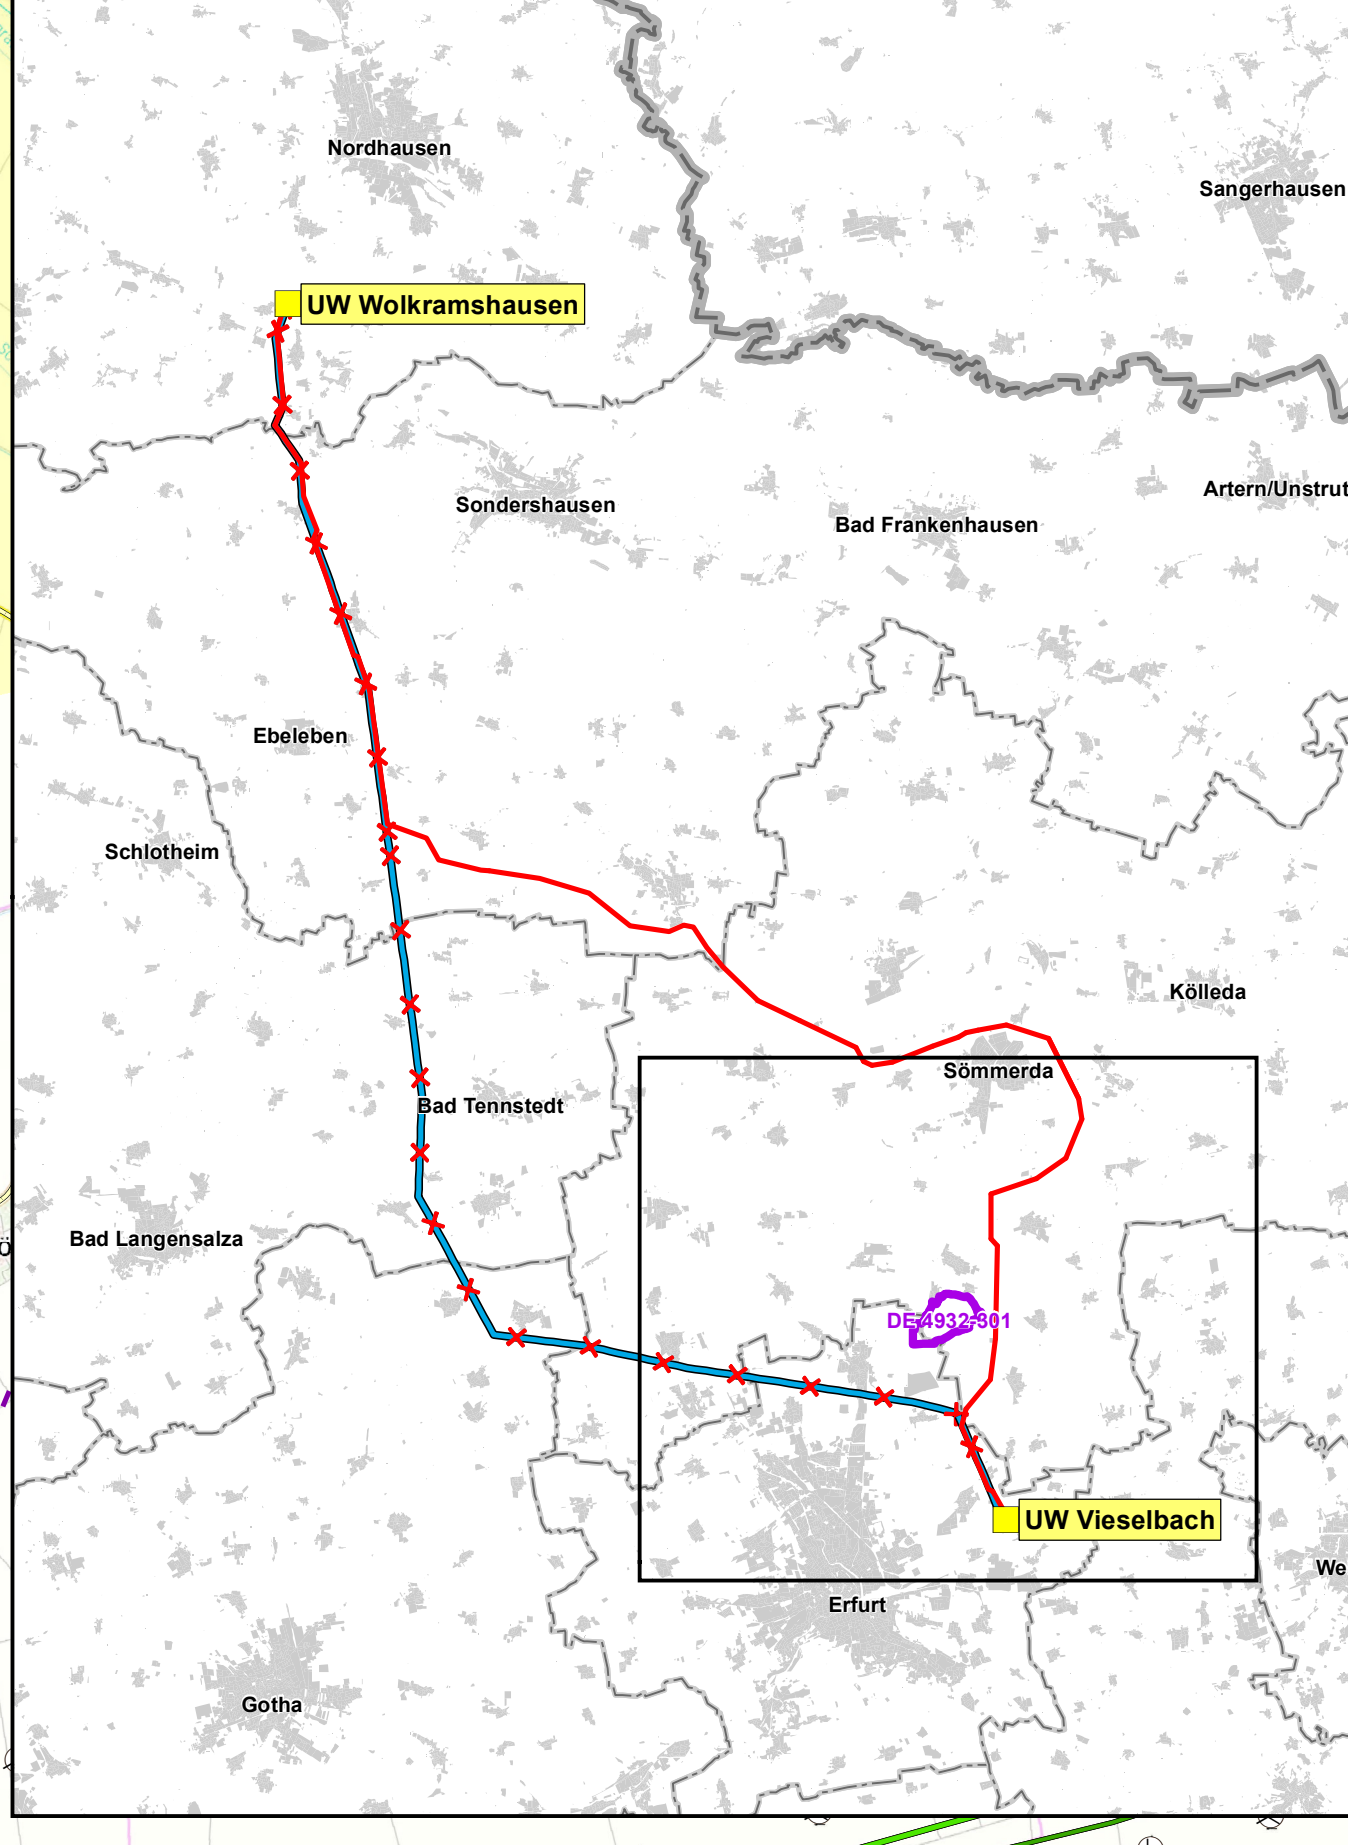 Nordhausen
Sangerhausen
UW Wolkramshausen
Artern/Unstrut
Sondershausen
Bad Frankenhausen
Ebeleben
Schlotheim
Kölleda
Sömmerda
Bad Tennstedt
Bad Langensalza
Ö
DE-4932-301
UW Vieselbach
We
Erfurt
Gotha